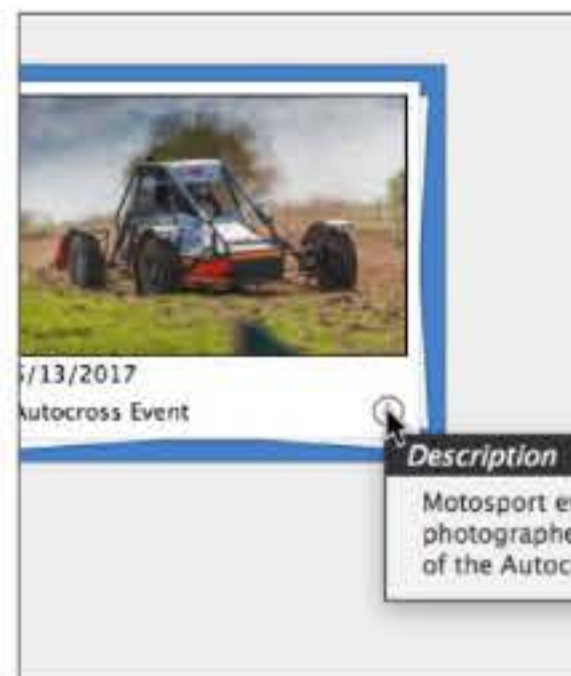 /13/2017
Autocross Event
Description
Motosport
photographe
of the Autoc